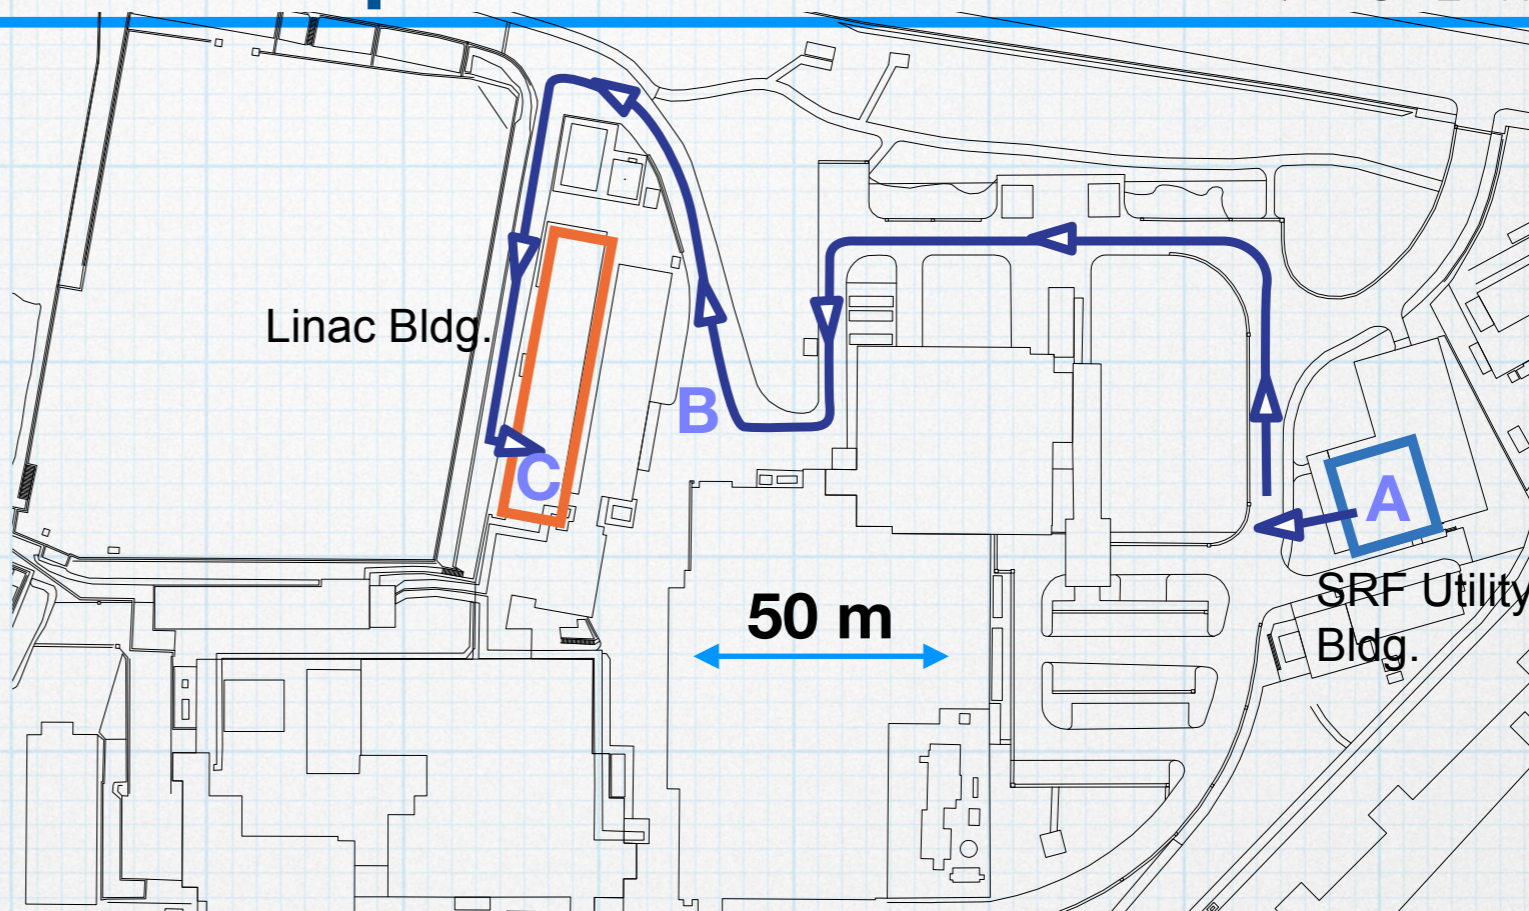 Linac Bldg.
B
C
A
50 m
SRF Utility
Bldg.